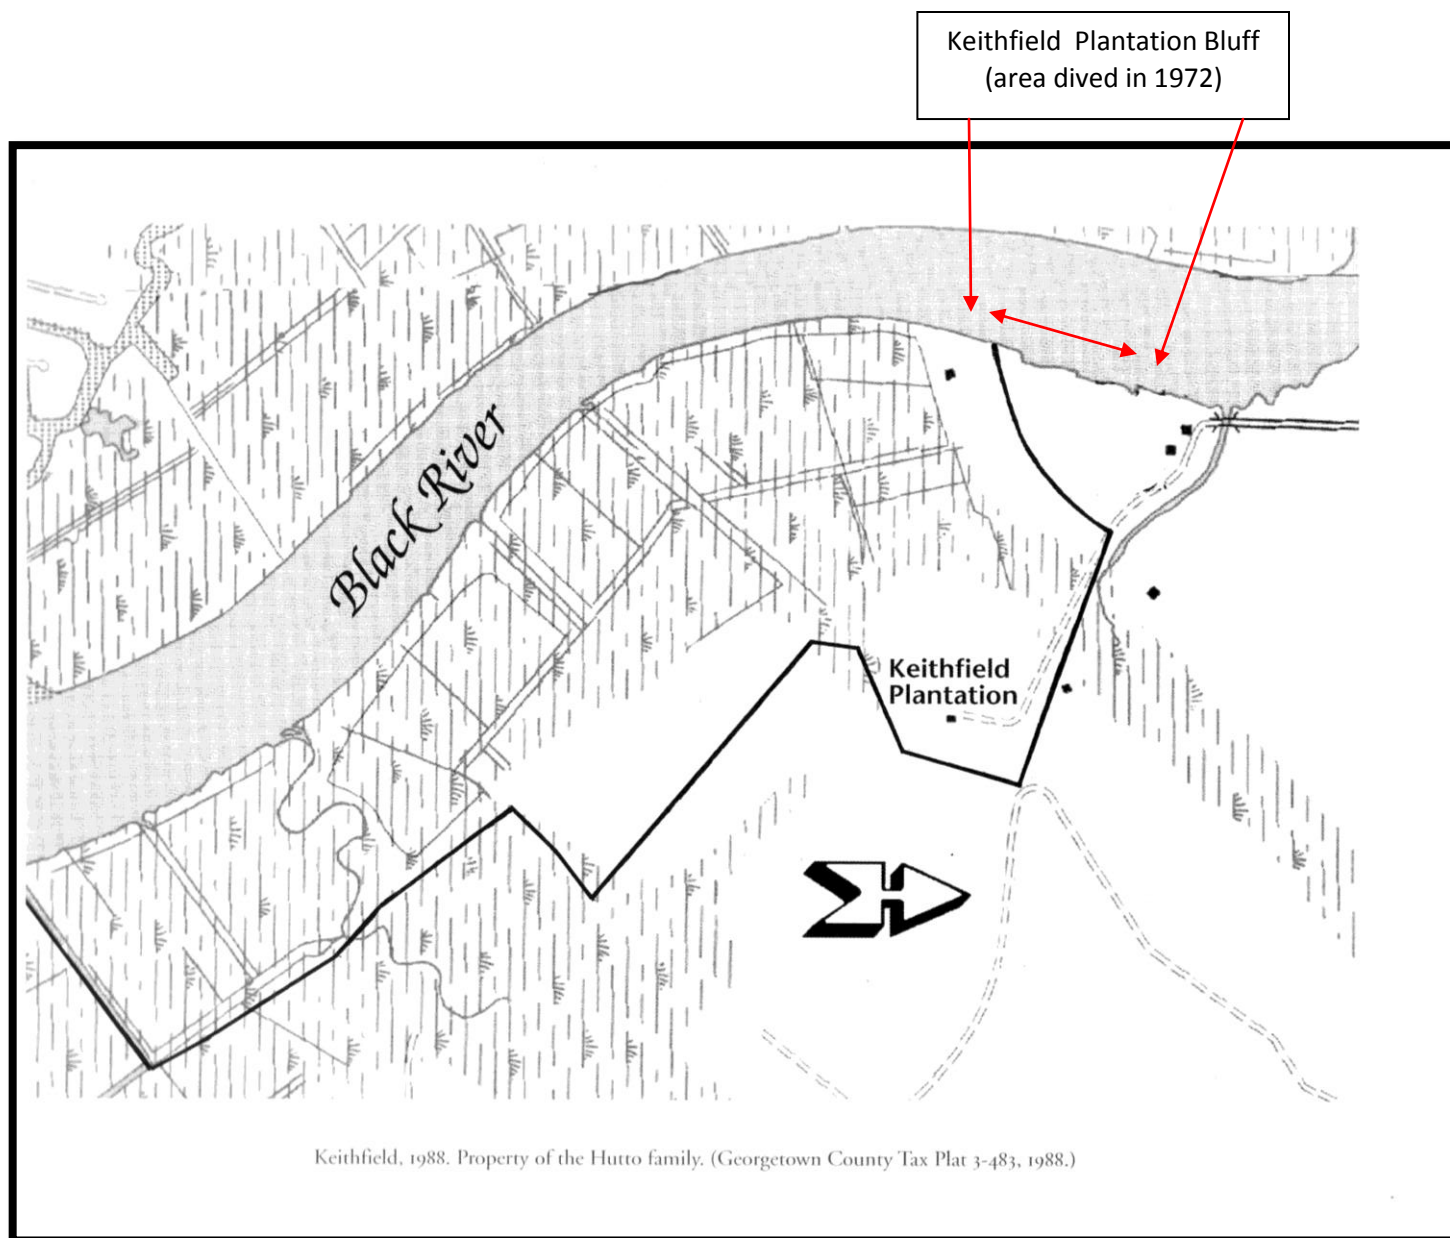 Keithfield  Plantation Bluff
(area dived in 1972)
Black River
Keithfield
Plantation
Keithfield, 1988. Property of the Hutto family. (Georgetown County Tax Plat 3-483, 1988.)